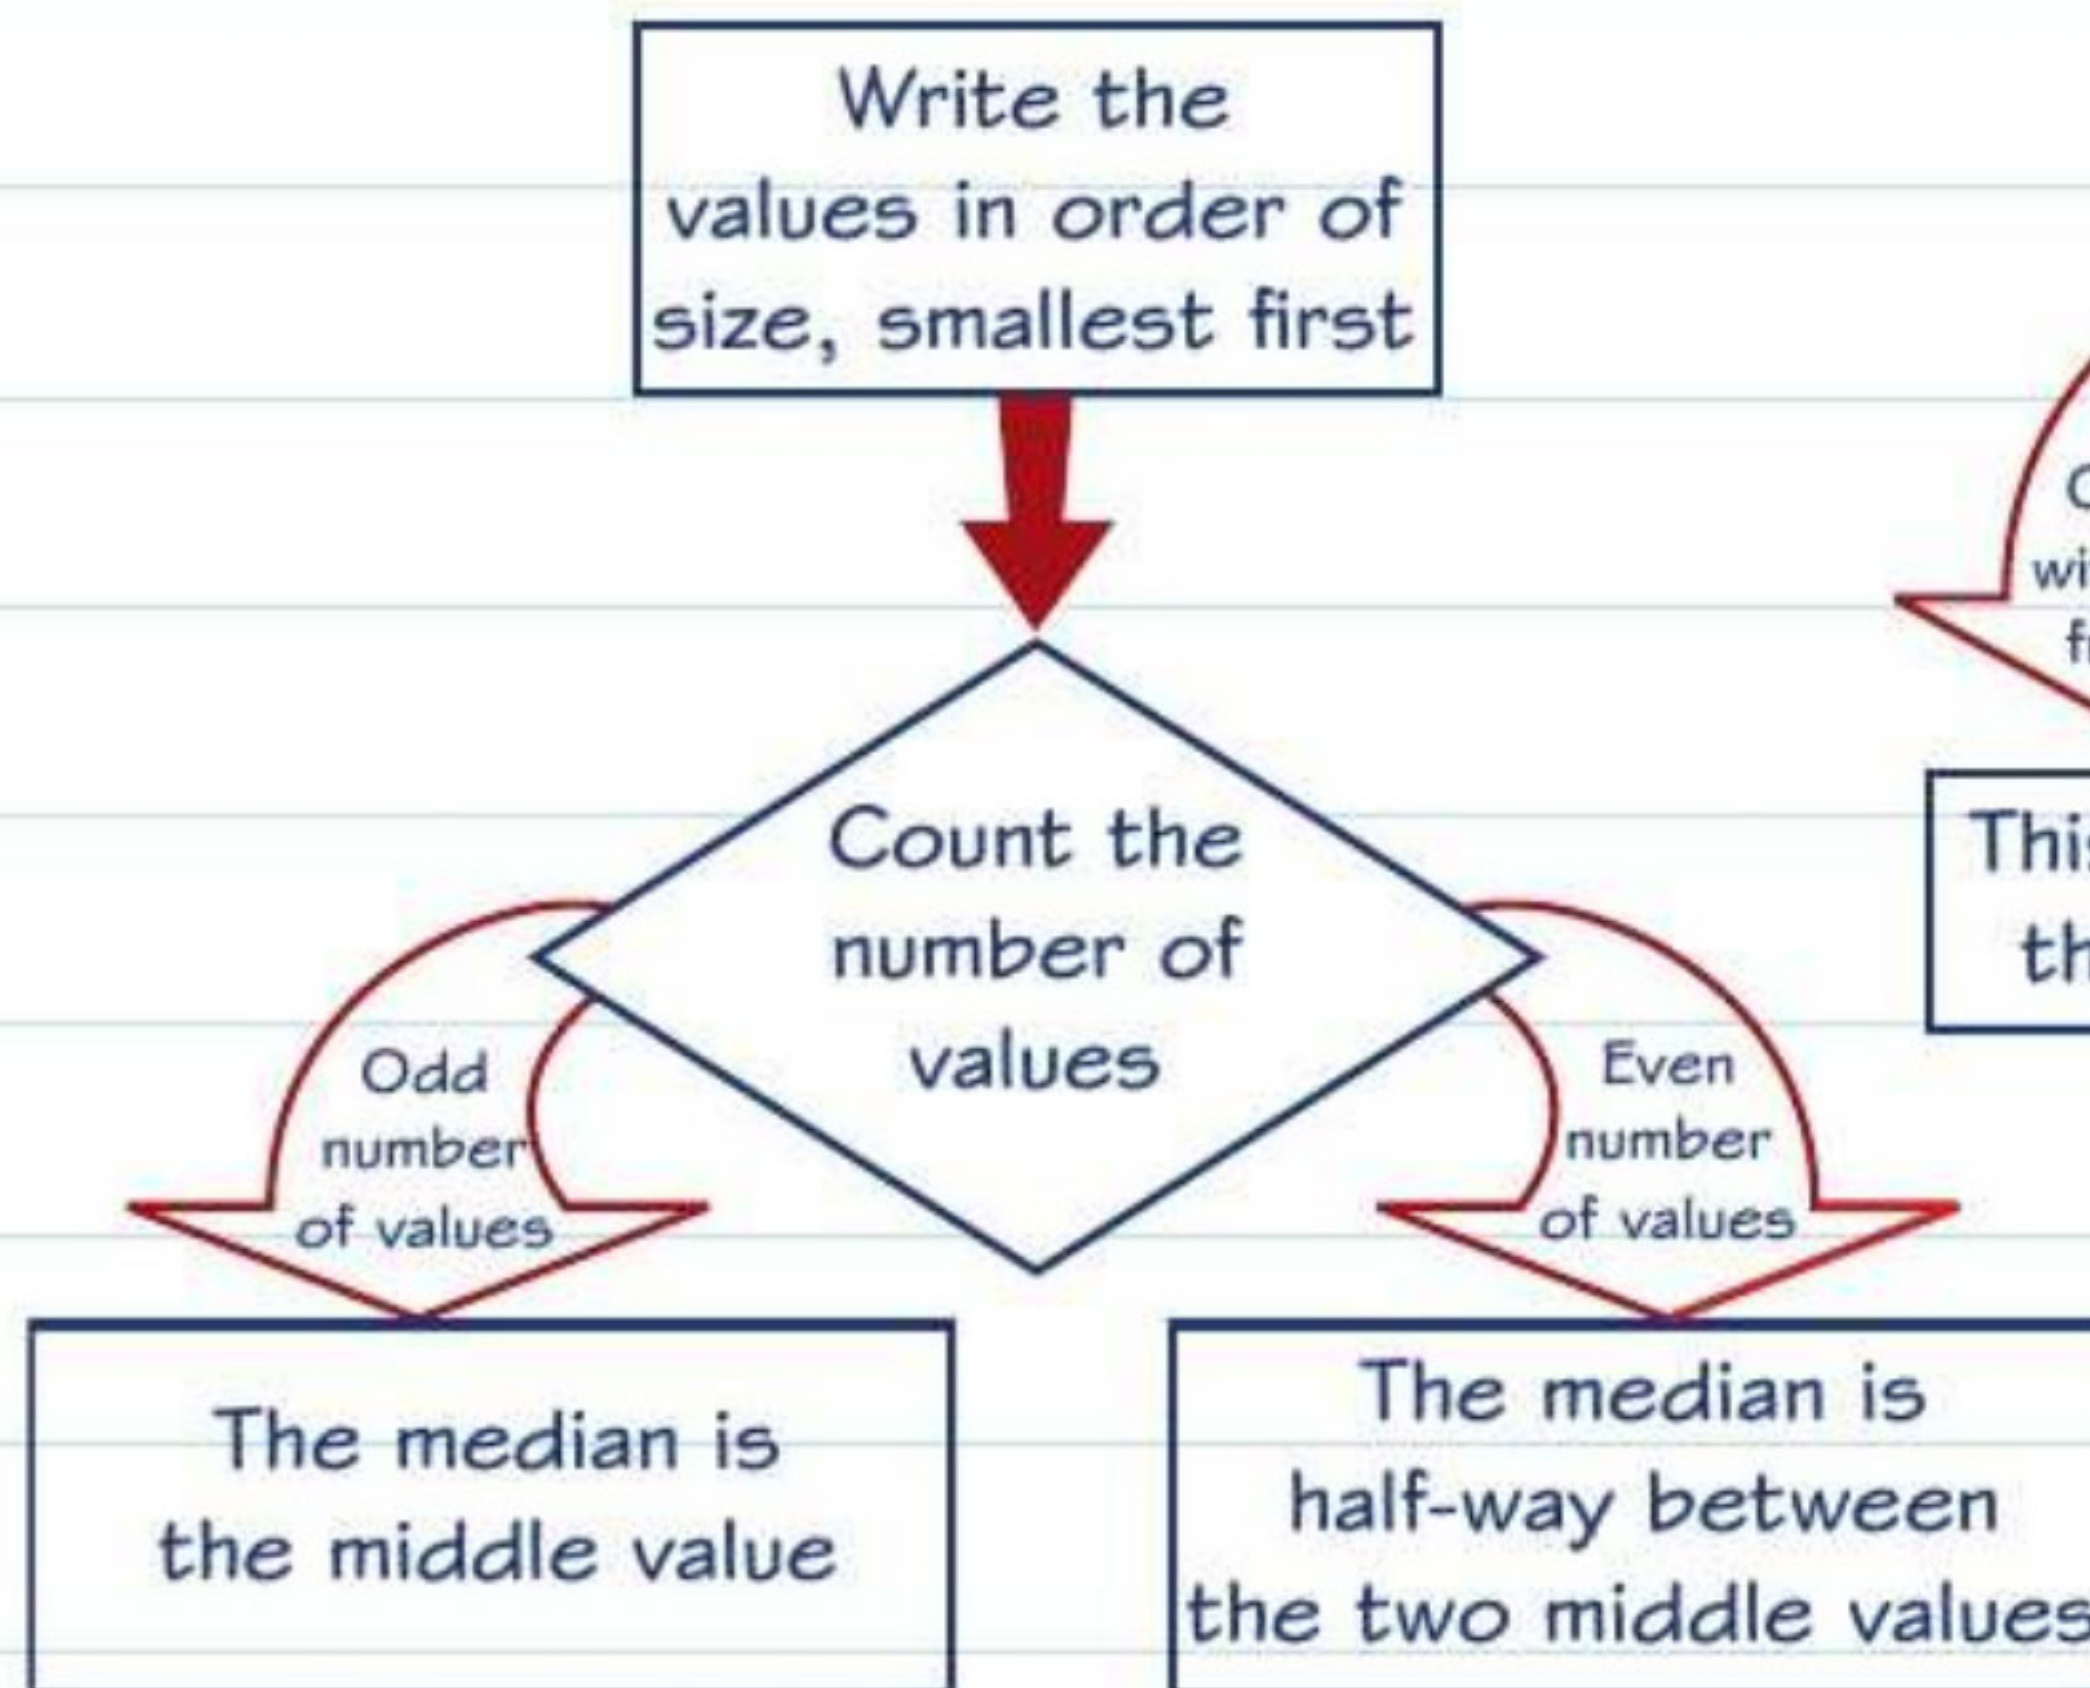 Write the
values in order of
size, smallest first
Count the
number of
values
Odd
number
of values
Even
number
of values
The median is
the middle value
The median is
half-way between
the two middle values
This